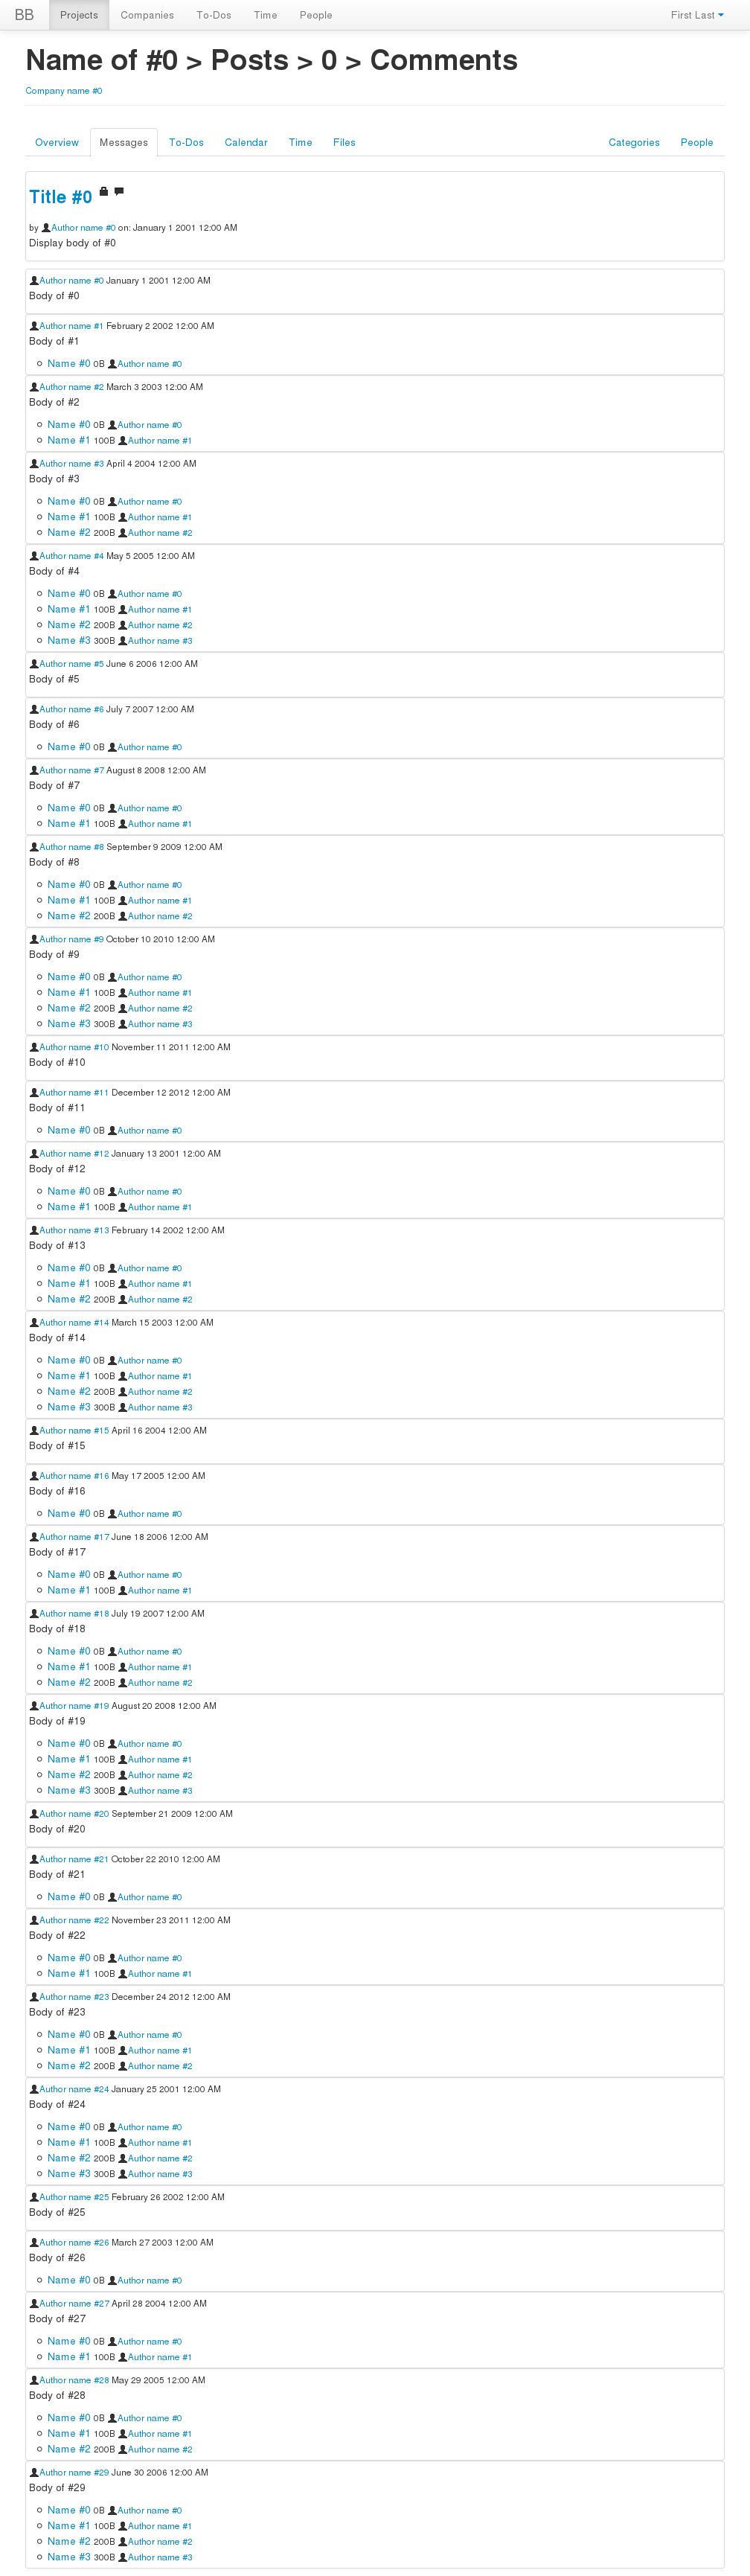 BB Projects Companies To-Dos Time People First Last
Name of #0 > Posts > 0 > Comments
Company name #0
Overview Messages To-Dos Calendar Time Files Categories People
Title #0
by Author name #0 on: January 1 2001 12:00 AM
Display body of #0
Author name #0 January 1 2001 12:00 AM
Body of #0
Author name #1 February 2 2002 12:00 AM
Body of #1
Name #0 0B Author name #0
Author name #2 March 3 2003 12:00 AM
Body of #2
Name #0 0B Author name #0
Name #1 100B Author name #1
Author name #3 April 4 2004 12:00 AM
Body of #3
Name #0 0B Author name #0
Name #1 100B Author name #1
Name #2 200B Author name #2
Author name #4 May 5 2005 12:00 AM
Body of #4
Name #0 0B Author name #0
Name #1 100B Author name #1
Name #2 200B Author name #2
Name #3 300B Author name #3
Author name #5 June 6 2006 12:00 AM
Body of #5
Author name #6 July 7 2007 12:00 AM
Body of #6
Name #0 0B Author name #0
Author name #7 August 8 2008 12:00 AM
Body of #7
Name #0 0B Author name #0
Name #1 100B Author name #1
Author name #8 September 9 2009 12:00 AM
Body of #8
Name #0 0B Author name #0
Name #1 100B Author name #1
Name #2 200B Author name #2
Author name #9 October 10 2010 12:00 AM
Body of #9
Name #0 0B Author name #0
Name #1 100B Author name #1
Name #2 200B Author name #2
Name #3 300B Author name #3
Author name #10 November 11 2011 12:00 AM
Body of #10
Author name #11 December 12 2012 12:00 AM
Body of #11
Name #0 0B Author name #0
Author name #12 January 13 2001 12:00 AM
Body of #12
Name #0 0B Author name #0
Name #1 100B Author name #1
Author name #13 February 14 2002 12:00 AM
Body of #13
Name #0 0B Author name #0
Name #1 100B Author name #1
Name #2 200B Author name #2
Author name #14 March 15 2003 12:00 AM
Body of #14
Name #0 0B Author name #0
Name #1 100B Author name #1
Name #2 200B Author name #2
Name #3 300B Author name #3
Author name #15 April 16 2004 12:00 AM
Body of #15
Author name #16 May 17 2005 12:00 AM
Body of #16
Name #0 0B Author name #0
Author name #17 June 18 2006 12:00 AM
Body of #17
Name #0 0B Author name #0
Name #1 100B Author name #1
Author name #18 July 19 2007 12:00 AM
Body of #18
Name #0 0B Author name #0
Name #1 100B Author name #1
Name #2 200B Author name #2
Author name #19 August 20 2008 12:00 AM
Body of #19
Name #0 0B Author name #0
Name #1 100B Author name #1
Name #2 200B Author name #2
Name #3 300B Author name #3
Author name #20 September 21 2009 12:00 AM
Body of #20
Author name #21 October 22 2010 12:00 AM
Body of #21
Name #0 0B Author name #0
Author name #22 November 23 2011 12:00 AM
Body of #22
Name #0 0B Author name #0
Name #1 100B Author name #1
Author name #23 December 24 2012 12:00 AM
Body of #23
Name #0 0B Author name #0
Name #1 100B Author name #1
Name #2 200B Author name #2
Author name #24 January 25 2001 12:00 AM
Body of #24
Name #0 0B Author name #0
Name #1 100B Author name #1
Name #2 200B Author name #2
Name #3 300B Author name #3
Author name #25 February 26 2002 12:00 AM
Body of #25
Author name #26 March 27 2003 12:00 AM
Body of #26
Name #0 0B Author name #0
Author name #27 April 28 2004 12:00 AM
Body of #27
Name #0 0B Author name #0
Name #1 100B Author name #1
Author name #28 May 29 2005 12:00 AM
Body of #28
Name #0 0B Author name #0
Name #1 100B Author name #1
Name #2 200B Author name #2
Author name #29 June 30 2006 12:00 AM
Body of #29
Name #0 0B Author name #0
Name #1 100B Author name #1
Name #2 200B Author name #2
Name #3 300B Author name #3